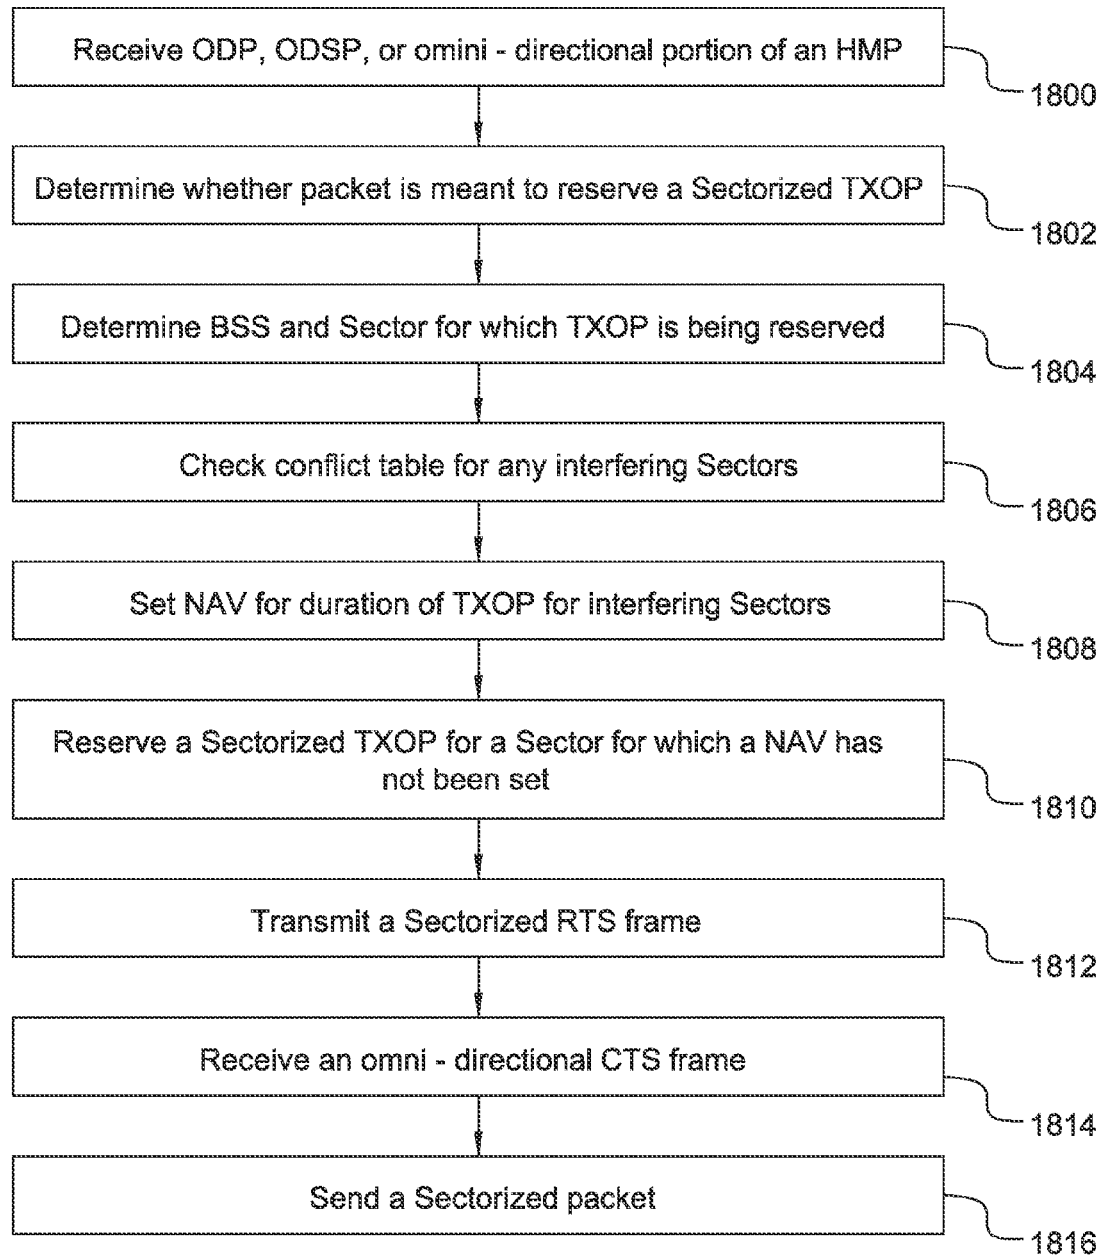 Receive ODP, ODSP, or omini - directional portion of an HMP
1800
Determine whether packet is meant to reserve a Sectorized TXOP
1802
Determine BSS and Sector for which TXOP is being reserved
1804
Check conflict table for any interfering Sectors
1806
Set NAV for duration of TXOP for interfering Sectors
1808
Reserve a Sectorized TXOP for a Sector for which a NAV has
not been set
1810
Transmit a Sectorized RTS frame
1812
Receive an omni - directional CTS frame
1814
Send a Sectorized packet
1816